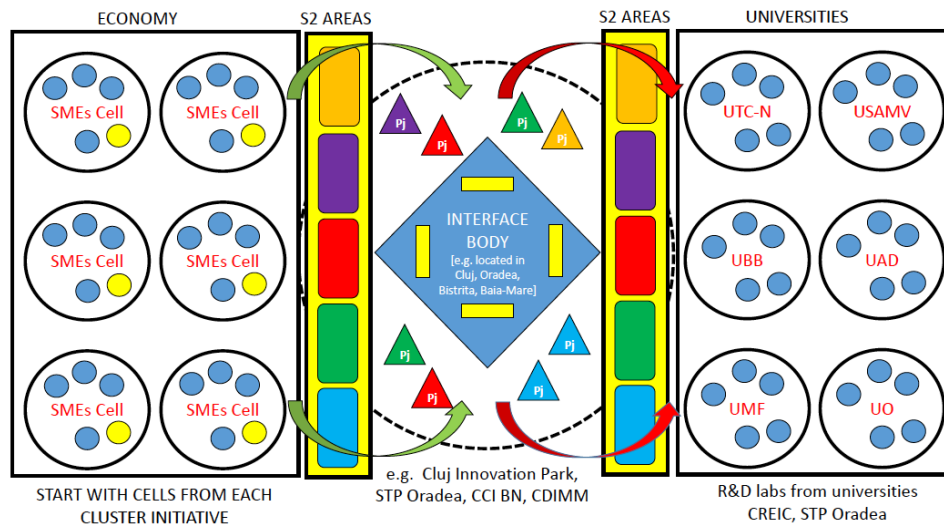 ECONOMY
S2 AREAS
S2 AREAS
UNIVERSITIES
SMEs Cell
SMEs Cell
Pj
Pj
Pj
Pj
UTC-N
USAMV
SMEs Cell
SMEs Cell
INTERFACE
BODY
[e.g. located in
Cluj, Oradea,
Bistrita, Baia-Mare]
UBB
UAD
SMEs Cell
SMEs Cell
Pj
Pj
Pj
Pj
UMF
UO
START WITH CELLS FROM EACH
CLUSTER INITIATIVE
e.g. Cluj Innovation Park,
STP Oradea, CCI BN, CDIMM
R&D labs from universities
CREIC, STP Oradea